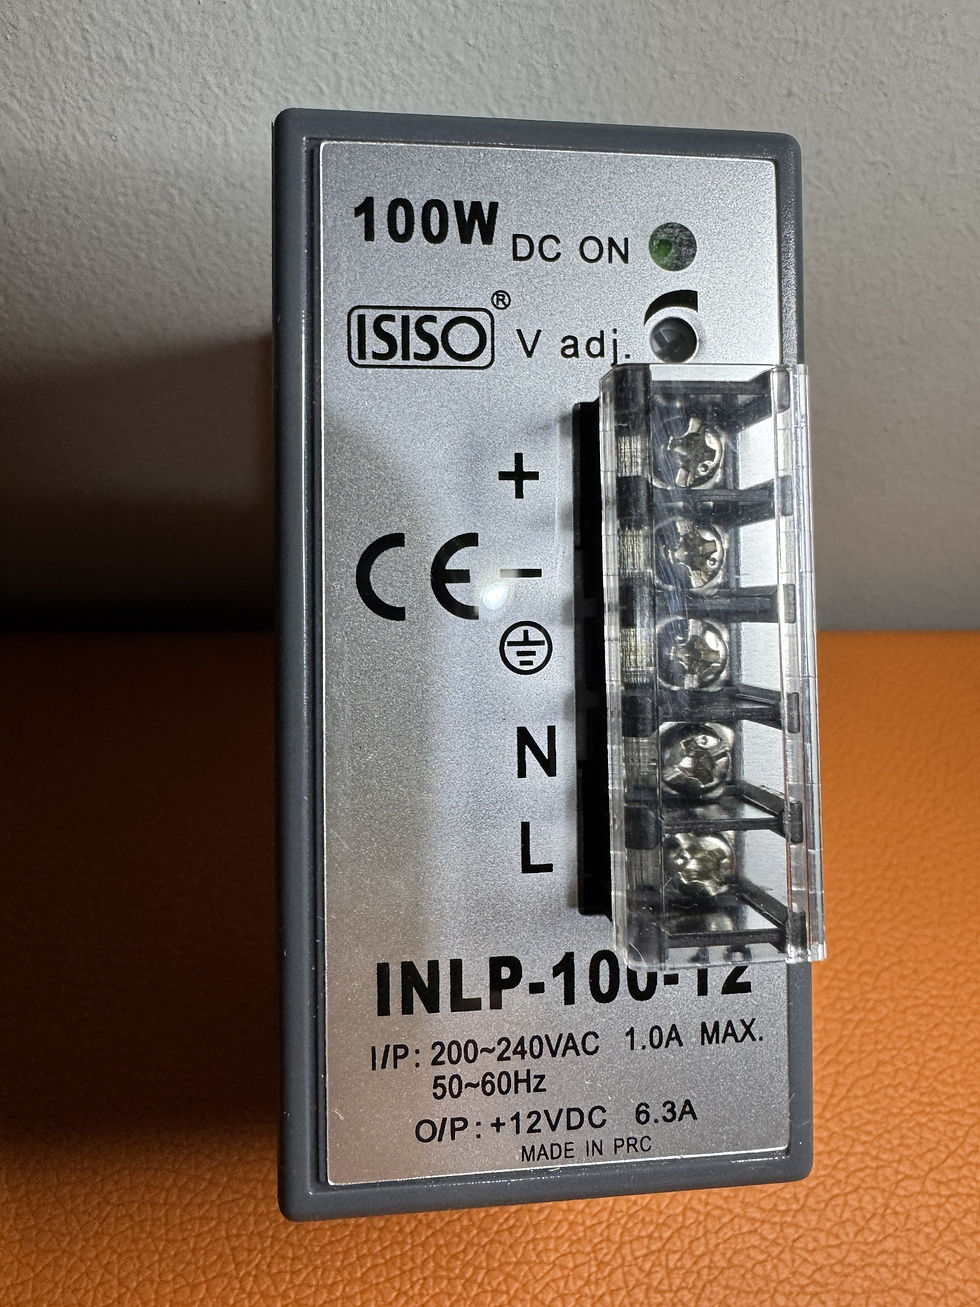 100W
DC ON
ISISO®
V adj.
+
CE
−
N
L
INLP-100-12
I/P: 200~240VAC 1.0A MAX.
50~60Hz
O/P: +12VDC 6.3A
MADE IN PRC